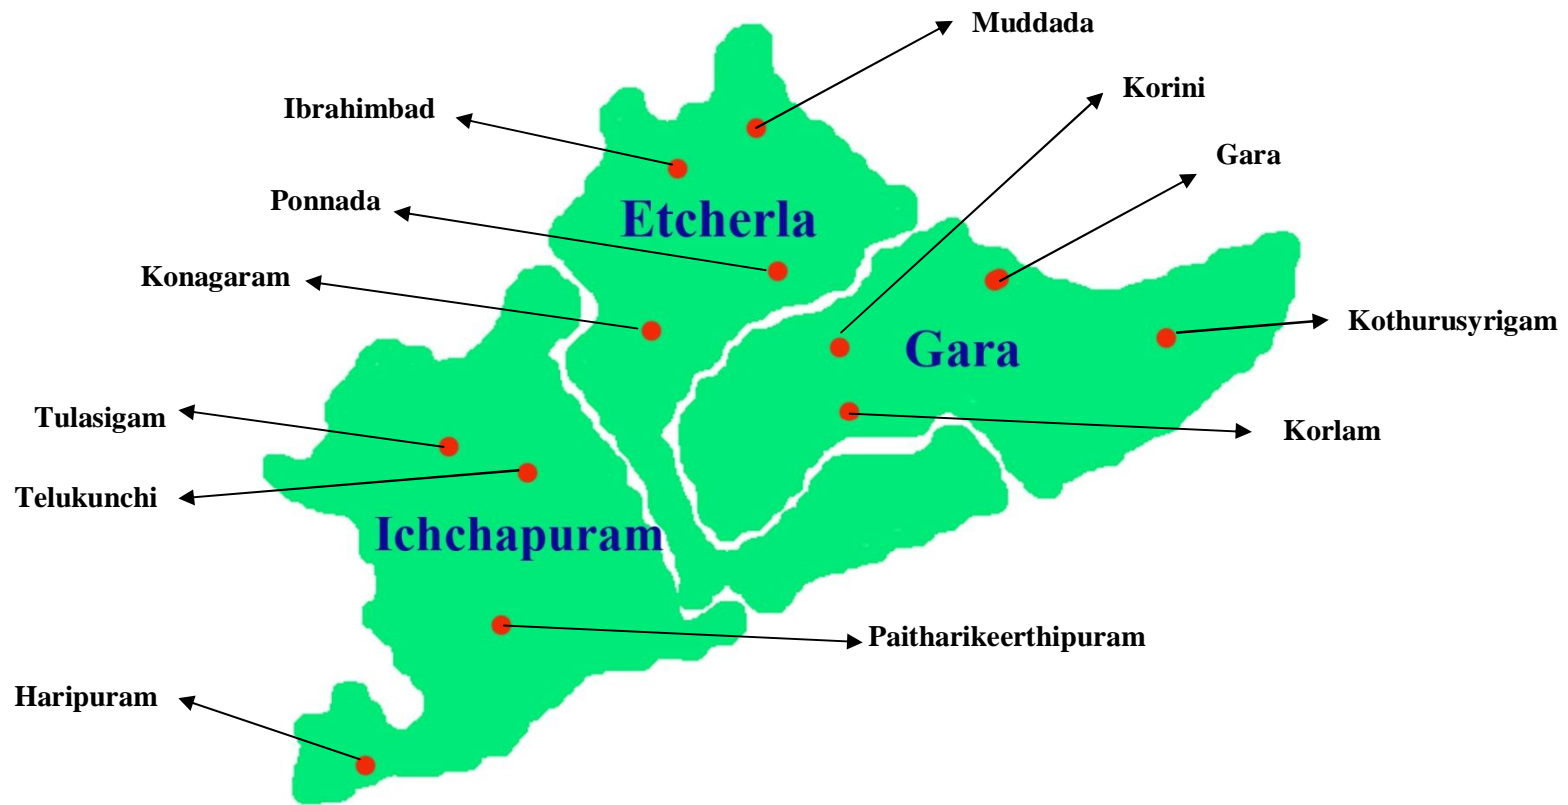 Muddada
Korini
Ibrahimbad
Gara
Ponnada
Etcherla
Konagaram
Kothurusyrigam
Gara
Tulasigam
Korlam
Telukunchi
Ichchapuram
Paitharikeerthipuram
Haripuram